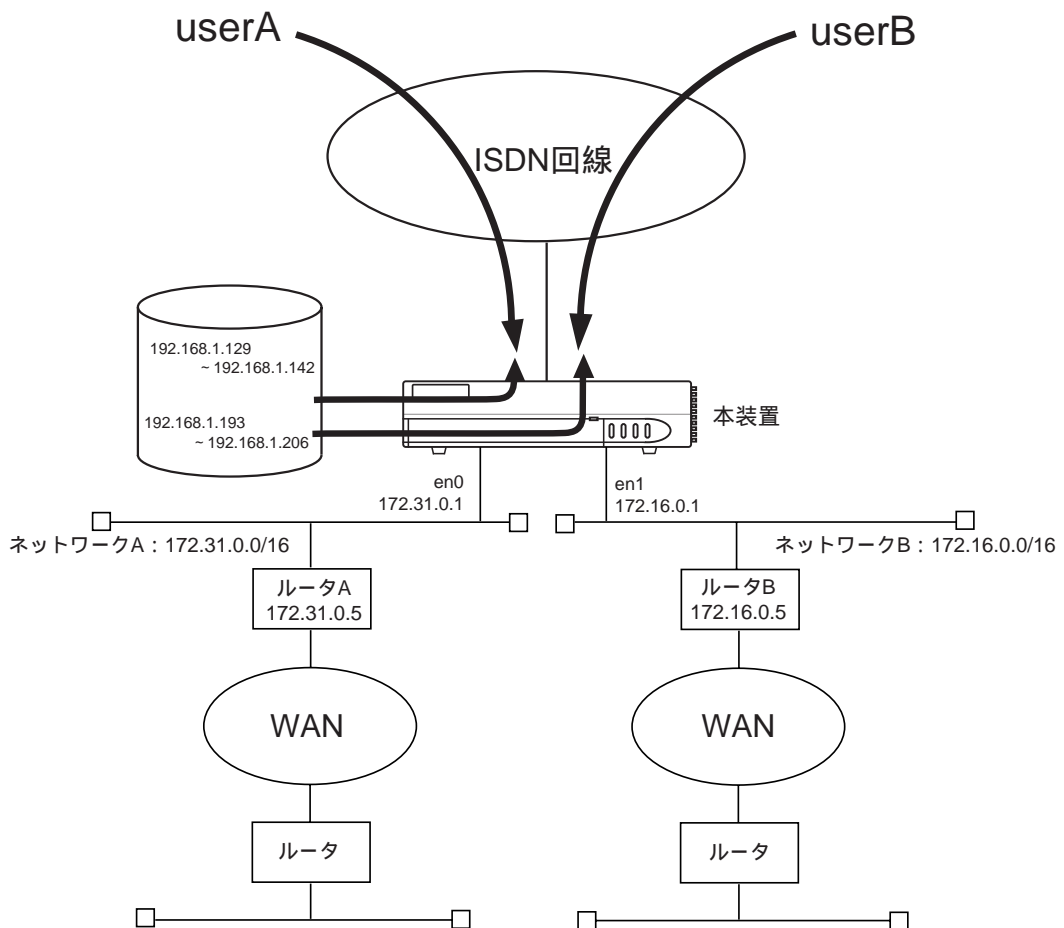 userA
userB
ISDN回線
192.168.1.129
~ 192.168.1.142
192.168.1.193
~ 192.168.1.206
本装置
en0
172.31.0.1
en1
172.16.0.1
ネットワークA：172.31.0.0/16
ネットワークB：172.16.0.0/16
ルータA
172.31.0.5
ルータB
172.16.0.5
WAN
WAN
ルータ
ルータ